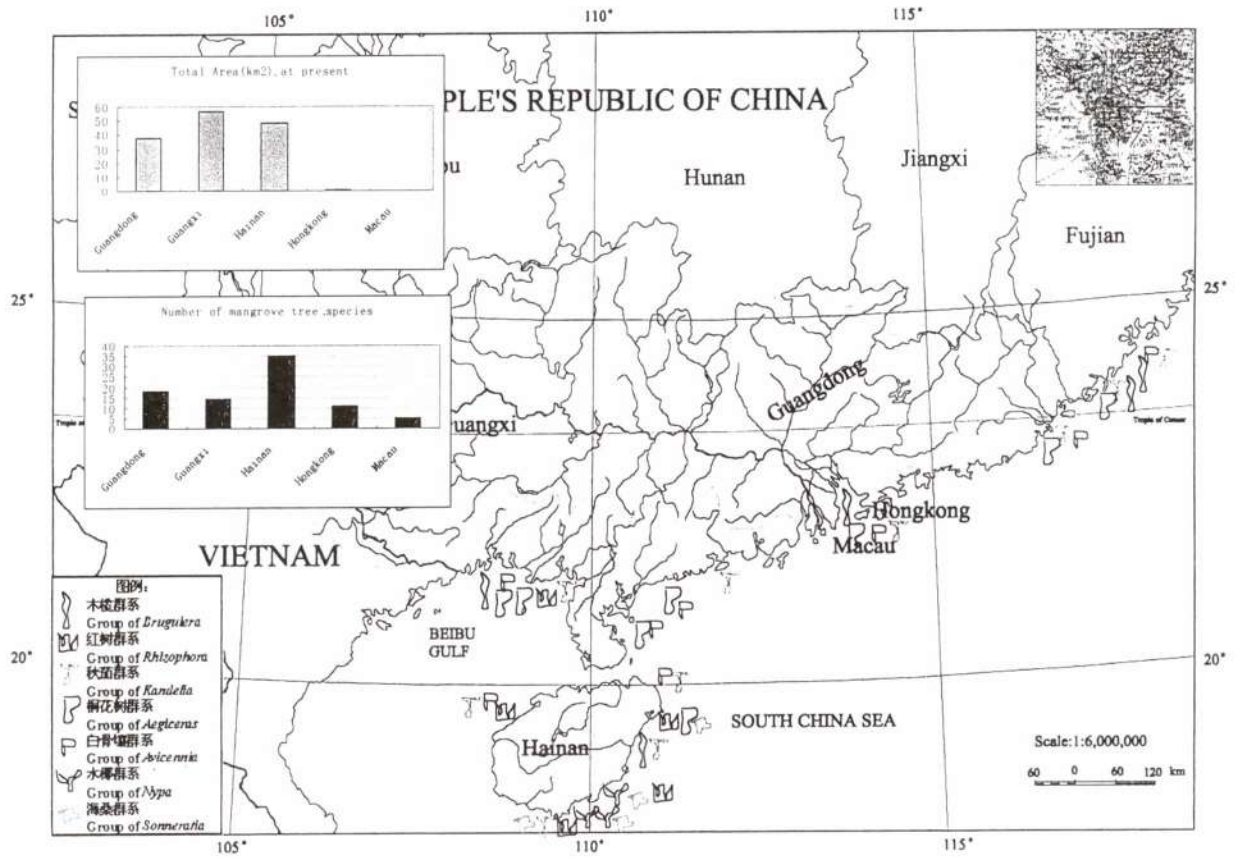 105°
110°
115°
Total Area(km2),at present
60
50
40
30
20
10
0
Guangdong
Guangxi
Hainan
Hongkong
Macau
PLE'S REPUBLIC OF CHINA
Hunan
Jiangxi
Fujian
25°
25°
Number of mangrove tree,species
40
35
30
25
20
15
10
5
0
Guangdong
Guangxi
Hainan
Hongkong
Macau
Guangdong
uangxi
Tropic of
Tropic of Cancer
Hongkong
Macau
VIETNAM
图例:
木榄群系
Group of Brugulera
红树群系
Group of Rhizophora
秋茄群系
Group of Kandelia
桐花树群系
Group of Aegiceras
白骨壤群系
Group of Avicennia
水椰群系
Group of Nypa
海桑群系
Group of Sonneratia
BEIBU
GULF
20°
20°
Hainan
SOUTH CHINA SEA
Scale:1:6,000,000
60 0 60 120 km
105°
110°
115°